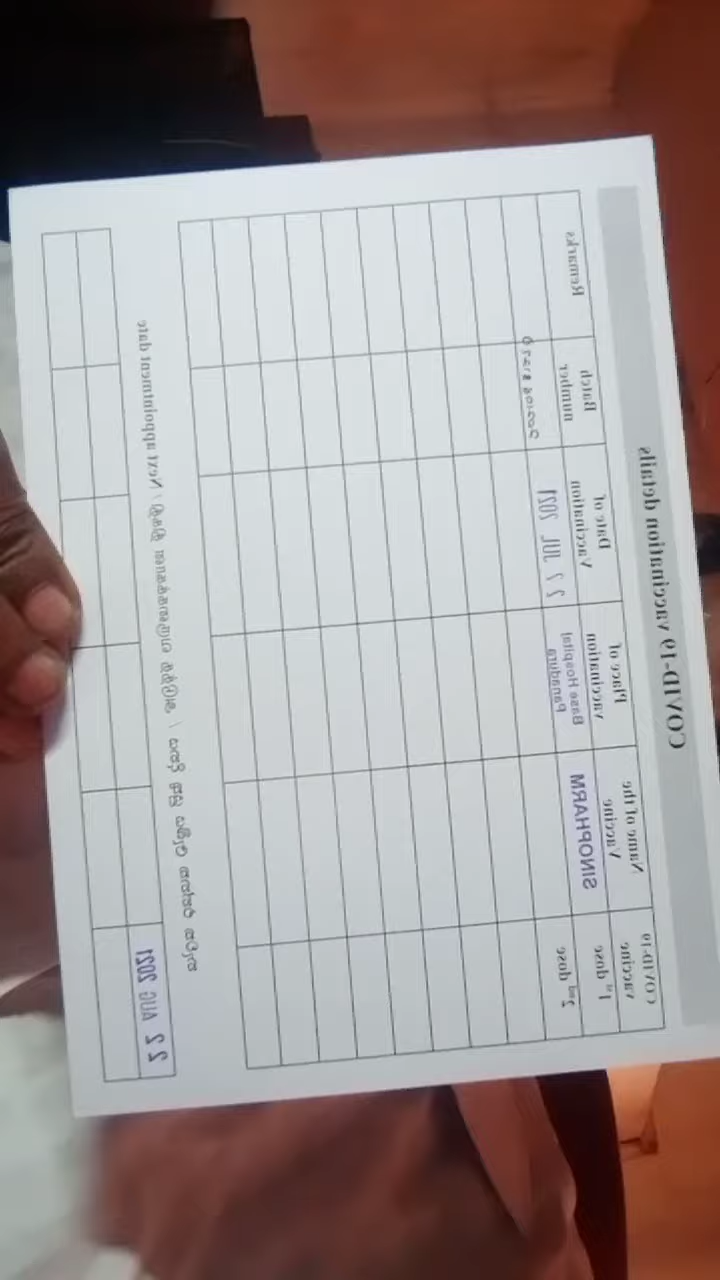 COVID-19 vaccination details
COVID-19 vaccine
Name of the Vaccine
Place of vaccination
Date of Vaccination
Batch number
Remarks
1st dose
SINOPHARM
Base Hospital
Panadura
2 2 JUL 2021
2nd dose
/ Next appointment date
2 2 AUG 2021